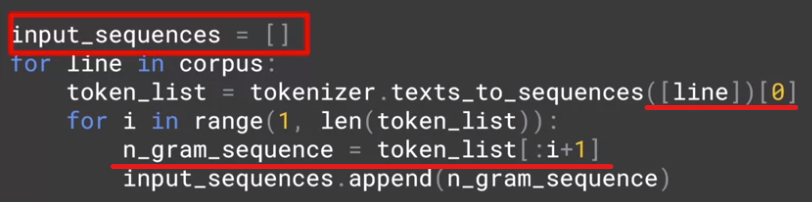 input_sequences = []
for line in corpus:
    token_list = tokenizer.texts_to_sequences([line])[0]
    for i in range(1, len(token_list)):
        n_gram_sequence = token_list[:i+1]
        input_sequences.append(n_gram_sequence)